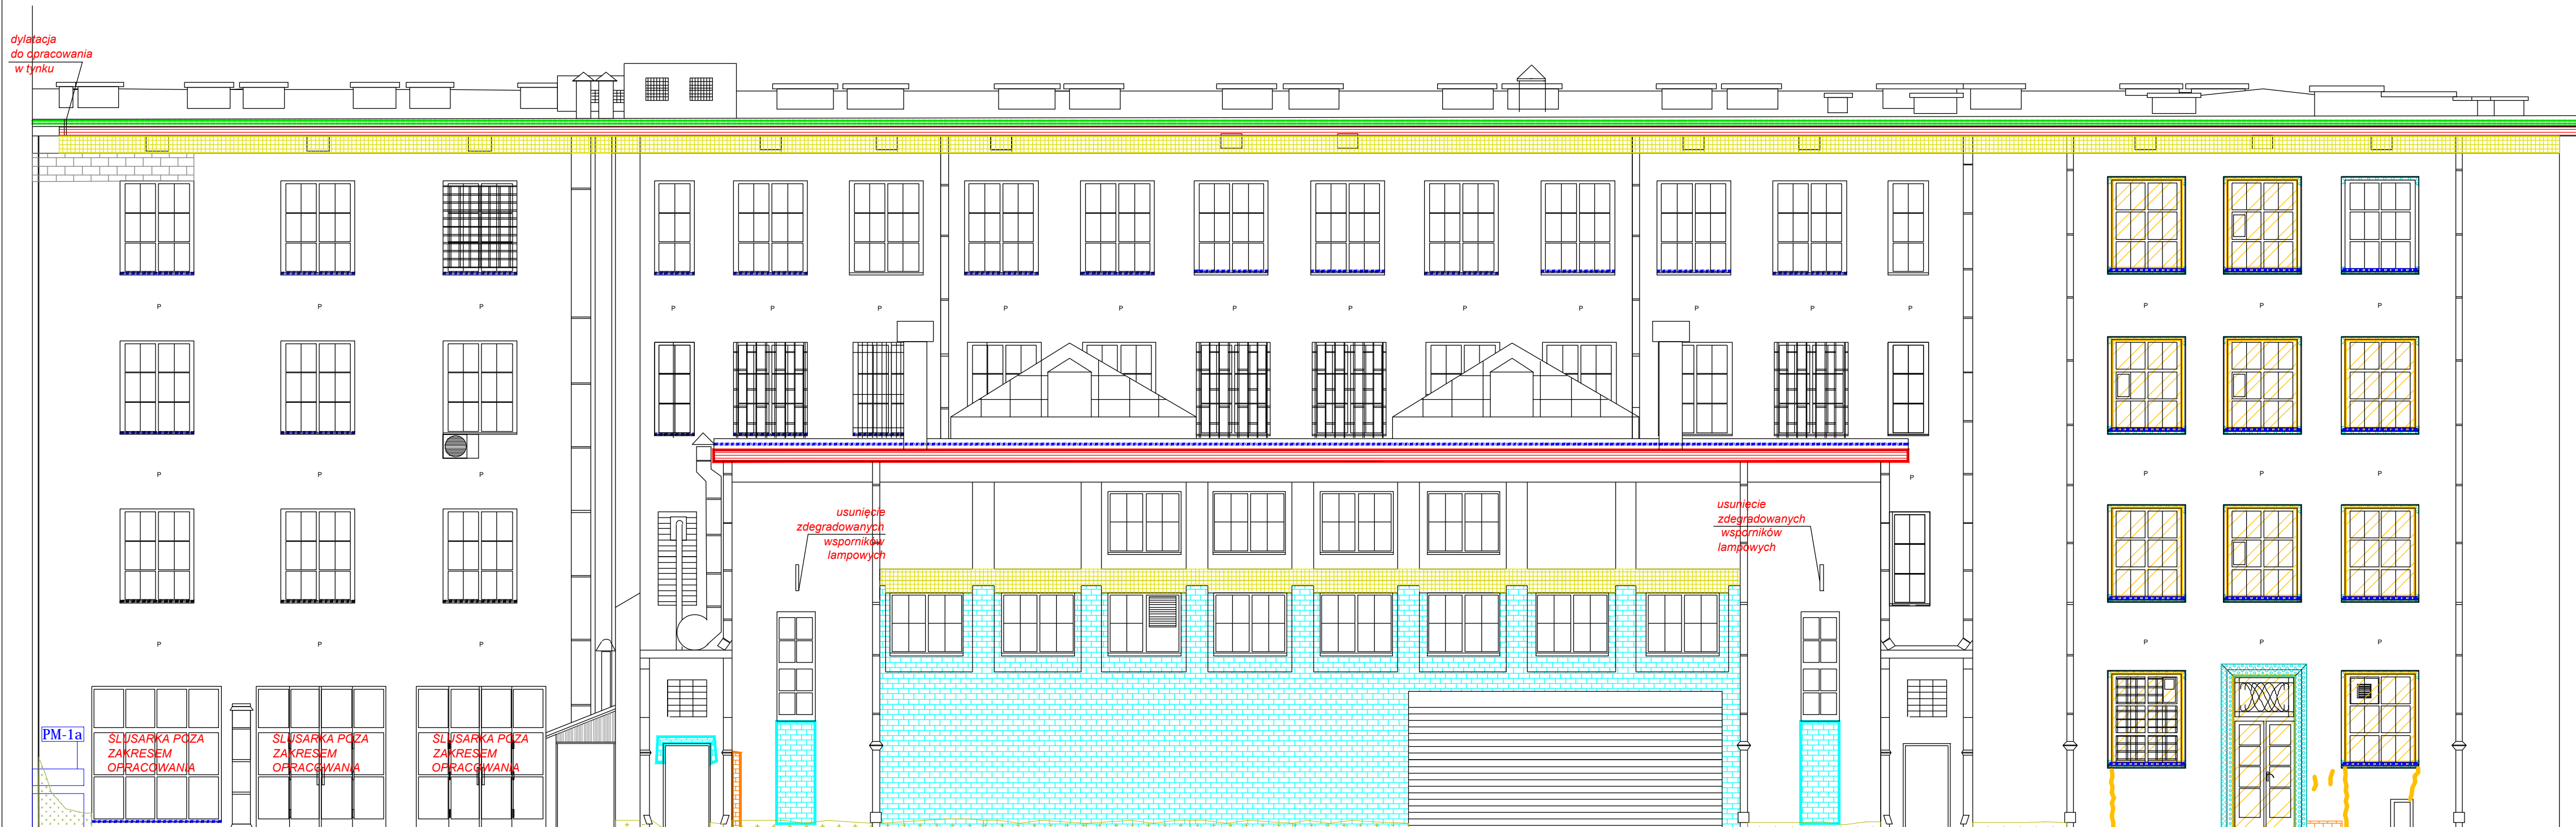 dylatacja
do opracowania
w tynku
P P P P P P P P P P P P P P P P P P
P P P P P P P
usunięcie
zdegradowanych
wsporników
lampowych
usunięcie
zdegradowanych
wsporników
lampowych
P P P P P P
PM-1a
ŚLUSARKA POZA
ZAKRESEM
OPRACOWANIA
ŚLUSARKA POZA
ZAKRESEM
OPRACOWANIA
ŚLUSARKA POZA
ZAKRESEM
OPRACOWANIA